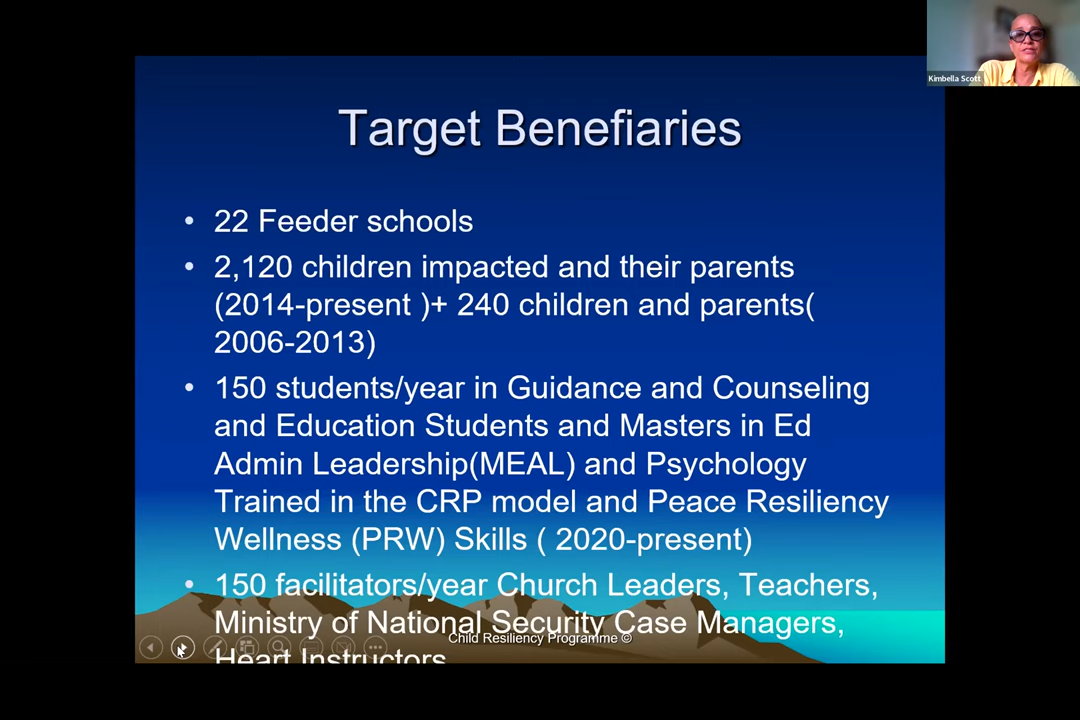 Kimbella Scott
Target Benefiaries
• 22 Feeder schools
• 2,120 children impacted and their parents
(2014-present )+ 240 children and parents(
2006-2013)
• 150 students/year in Guidance and Counseling
and Education Students and Masters in Ed
Admin Leadership(MEAL) and Psychology
Trained in the CRP model and Peace Resiliency
Wellness (PRW) Skills ( 2020-present)
• 150 facilitators/year Church Leaders, Teachers,
Ministry of National Security Case Managers,
Child Resiliency Programme ©
Heart Instructors